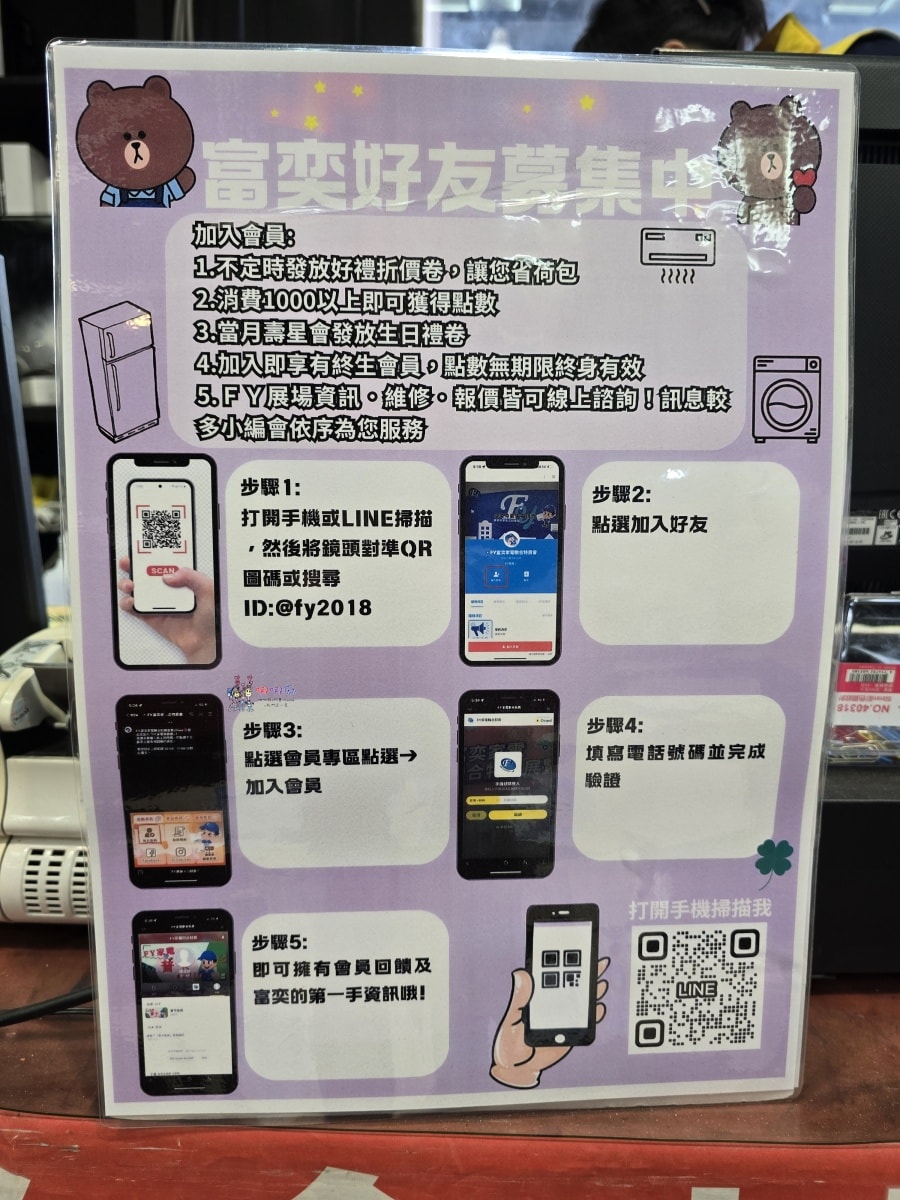 富奕好友募集中
加入會員:
1.不定時發放好禮折價卷，讓您省荷包
2.消費1000以上即可獲得點數
3.當月壽星會發放生日禮卷
4.加入即享有終生會員，點數無期限終身有效
5.ＦＹ展場資訊。維修。報價皆可線上諮詢！訊息較
多小編會依序為您服務
步驟1:
打開手機或LINE掃描
，然後將鏡頭對準QR
圖碼或搜尋
ID:@fy2018
SCAN
步驟2:
點選加入好友
步驟3:
點選會員專區點選→
加入會員
步驟4:
填寫電話號碼並完成
驗證
步驟5:
即可擁有會員回饋及
富奕的第一手資訊哦!
打開手機掃描我
LINE
NO.40318